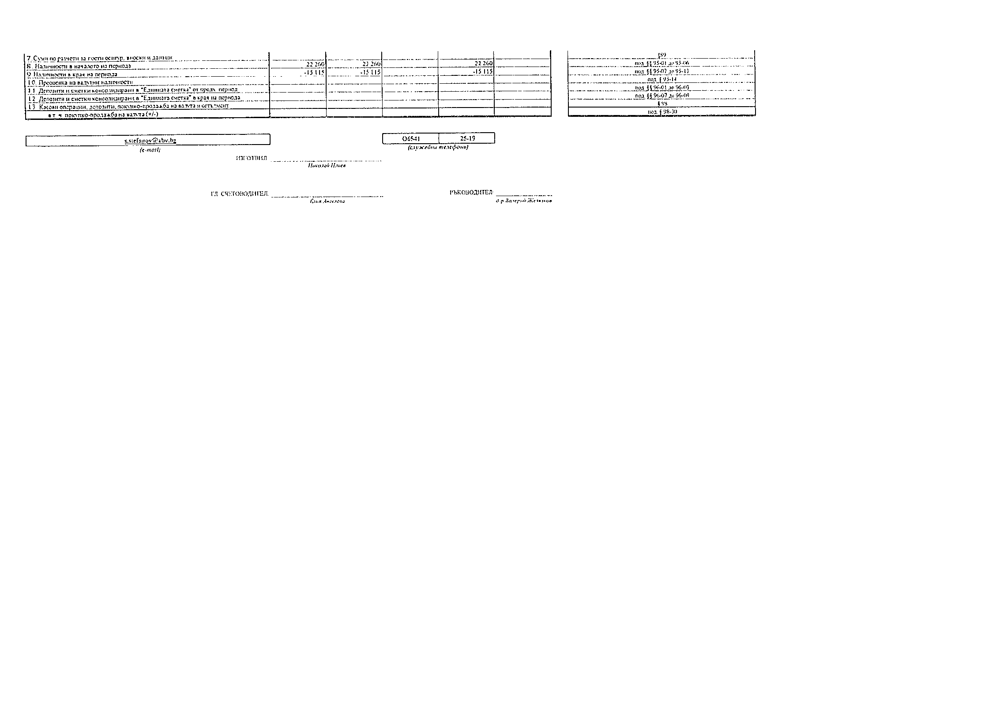 7. Суми по разчети за поети осигур. вноски и данъци §89
8. Наличности в началото на периода 22 260 22 260 22 260 под. §§ 95-01 до 95-06
9. Наличности в края на периода -15 115 -15 115 -15 115 под. §§ 95-07 до 95-13
10. Преоценка на валутни наличности под. § 95-14
11. Депозити и сметки консолидирани в "Единната сметка" от предх. период под. §§ 96-01 до 96-03
12. Депозити и сметки консолидирани в "Единната сметка" в края на периода под. §§ 96-07 до 96-09
13. Касови операции, депозити, покупко-продажба на валута и сетълмент § 98
в т. ч. покупко-продажба на валута (+/-) под. § 98-30
s.stefanov@abv.bg O6541 25-19
(e-mail) (служебни телефони)
ИЗГОТВИЛ:
Николай Илиев
ГЛ. СЧЕТОВОДИТЕЛ: РЪКОВОДИТЕЛ:
Ангелова д-р Валерий Желязков